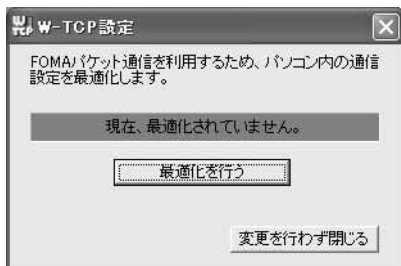 W-TCP設定
FOMAパケット通信を利用するため、パソコン内の通信
設定を最適化します。
現在、最適化されていません。
最適化を行う
変更を行わず閉じる